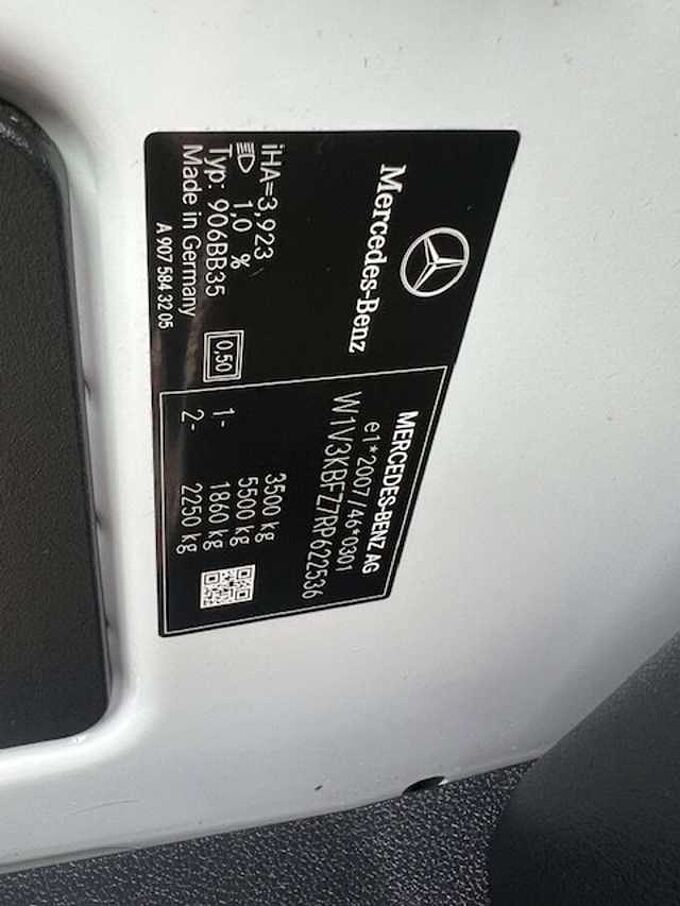 Mercedes-Benz
iHA=3,923
1,0 %
Typ: 906BB35
Made in Germany
A 907 584 32 05
0,50
MERCEDES-BENZ AG
e1*2007/46*0301
W1V3KBFZ7RP622536
3500 kg
5500 kg
1- 1860 kg
2- 2250 kg